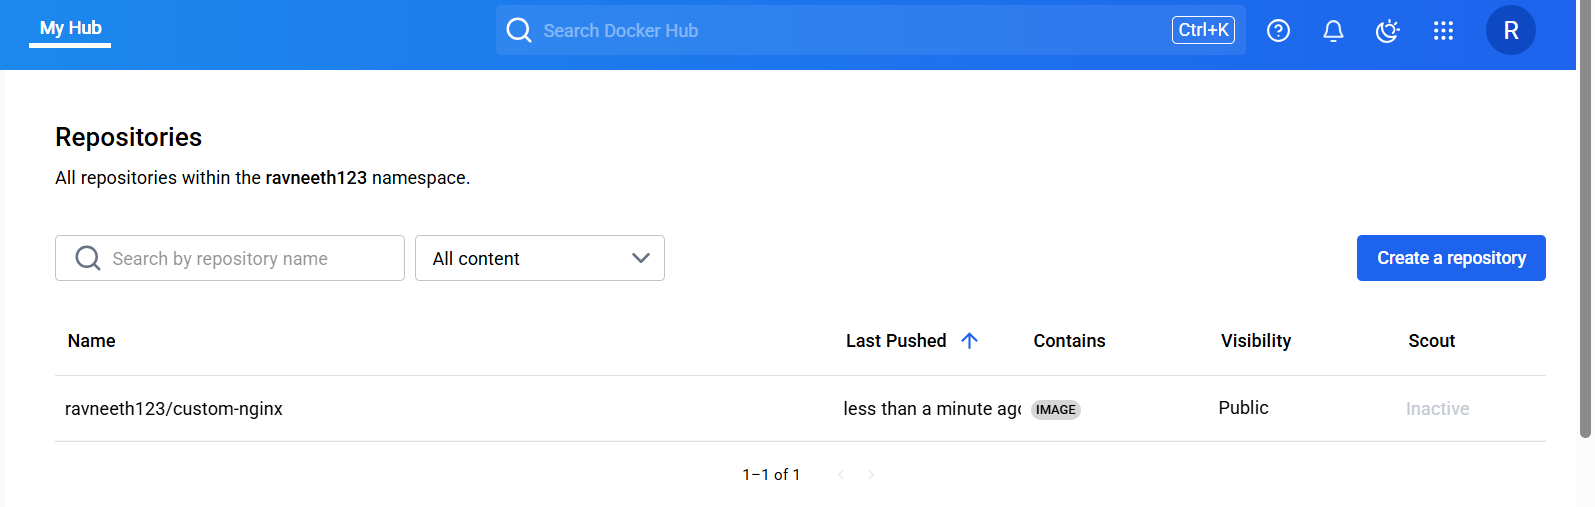 My Hub
Search Docker Hub
Ctrl+K
R
Repositories
All repositories within the ravneeth123 namespace.
Search by repository name
All content
Create a repository
Name Last Pushed Contains Visibility Scout
ravneeth123/custom-nginx less than a minute ago IMAGE Public Inactive
1–1 of 1